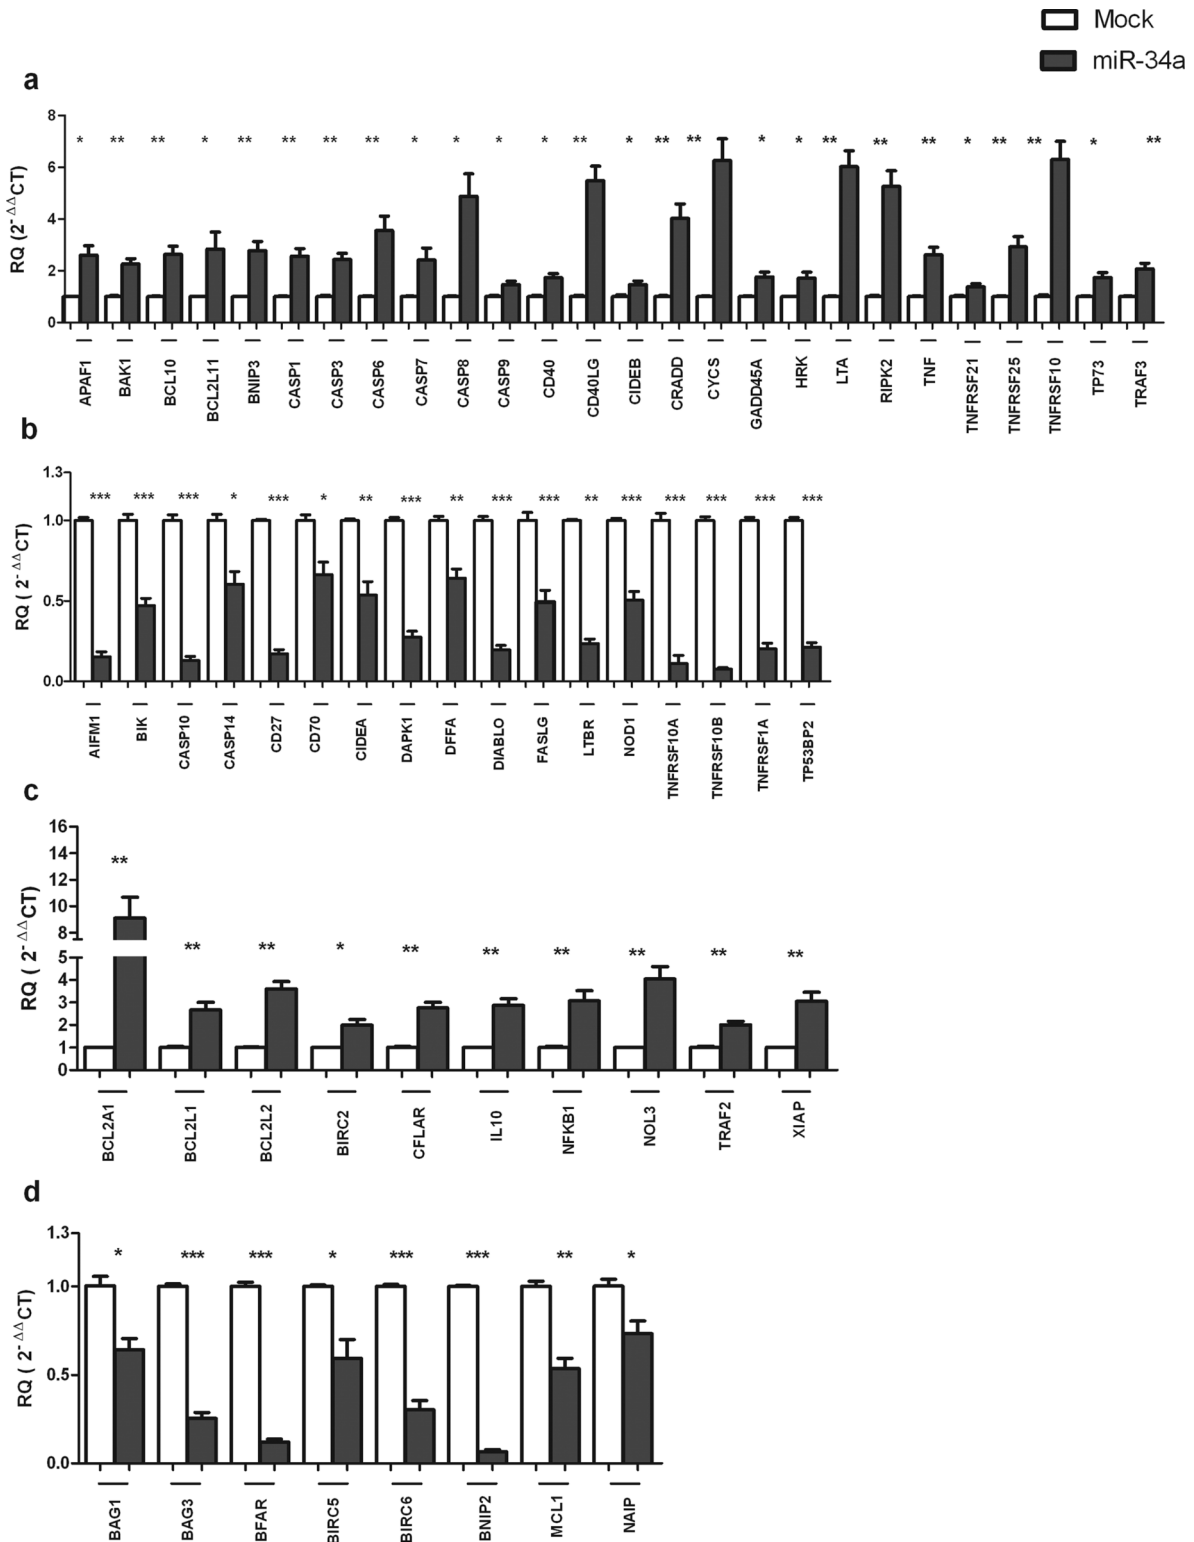 Mock
miR-34a
a
8
6
4
2
0
RQ (2-ΔΔCT)
* ** ** * ** ** ** ** * * * * ** * ** ** * * ** ** ** * ** ** * **
APAF1 BAK1 BCL10 BCL2L11 BNIP3 CASP1 CASP3 CASP6 CASP7 CASP8 CASP9 CD40 CD40LG CIDEB CRADD CYCS GADD45A HRK LTA RIPK2 TNF TNFRSF21 TNFRSF25 TNFRSF10 TP73 TRAF3
b
1.3
1.0
0.5
0.0
RQ ( 2-ΔΔCT)
*** *** *** * *** * ** *** ** *** *** ** *** *** *** *** ***
AIFM1 BIK CASP10 CASP14 CD27 CD70 CIDEA DAPK1 DFFA DIABLO FASLG LTBR NOD1 TNFRSF10A TNFRSF10B TNFRSF1A TP53BP2
c
16
14
12
10
8
5
4
3
2
1
0
RQ ( 2-ΔΔCT)
** ** ** * ** ** ** ** ** **
BCL2A1 BCL2L1 BCL2L2 BIRC2 CFLAR IL10 NFKB1 NOL3 TRAF2 XIAP
d
1.3
1.0
0.5
0.0
RQ ( 2-ΔΔCT)
* *** *** * *** *** ** *
BAG1 BAG3 BFAR BIRC5 BIRC6 BNIP2 MCL1 NAIP